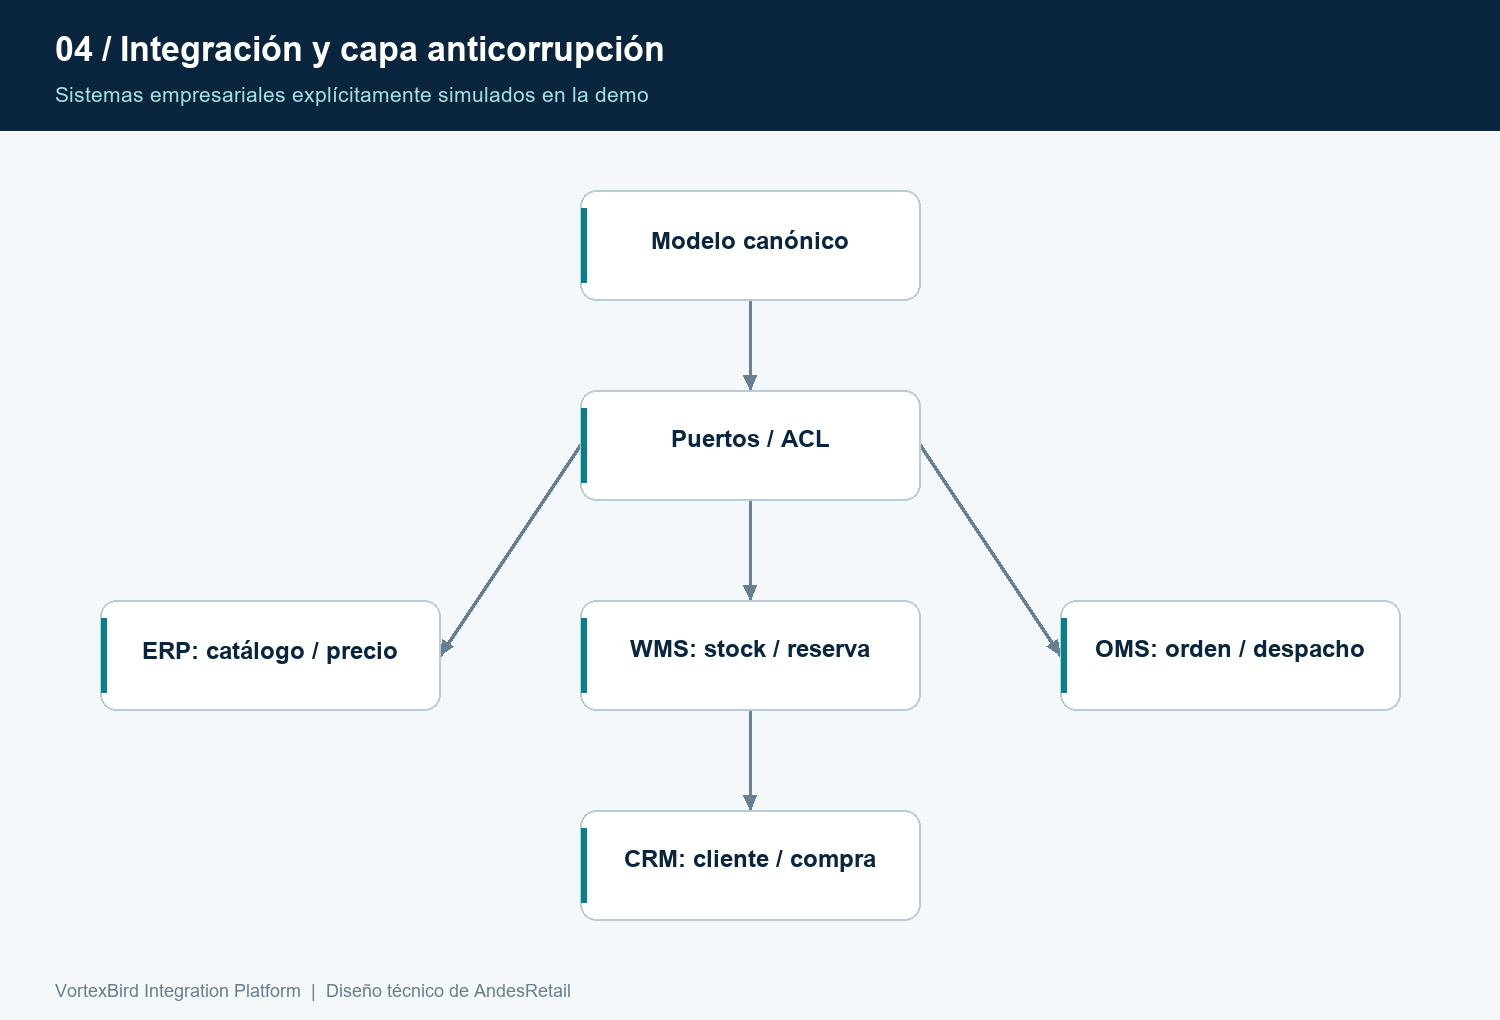 04 / Integración y capa anticorrupción
Sistemas empresariales explícitamente simulados en la demo
Modelo canónico
Puertos / ACL
ERP: catálogo / precio
WMS: stock / reserva
OMS: orden / despacho
CRM: cliente / compra
VortexBird Integration Platform | Diseño técnico de AndesRetail